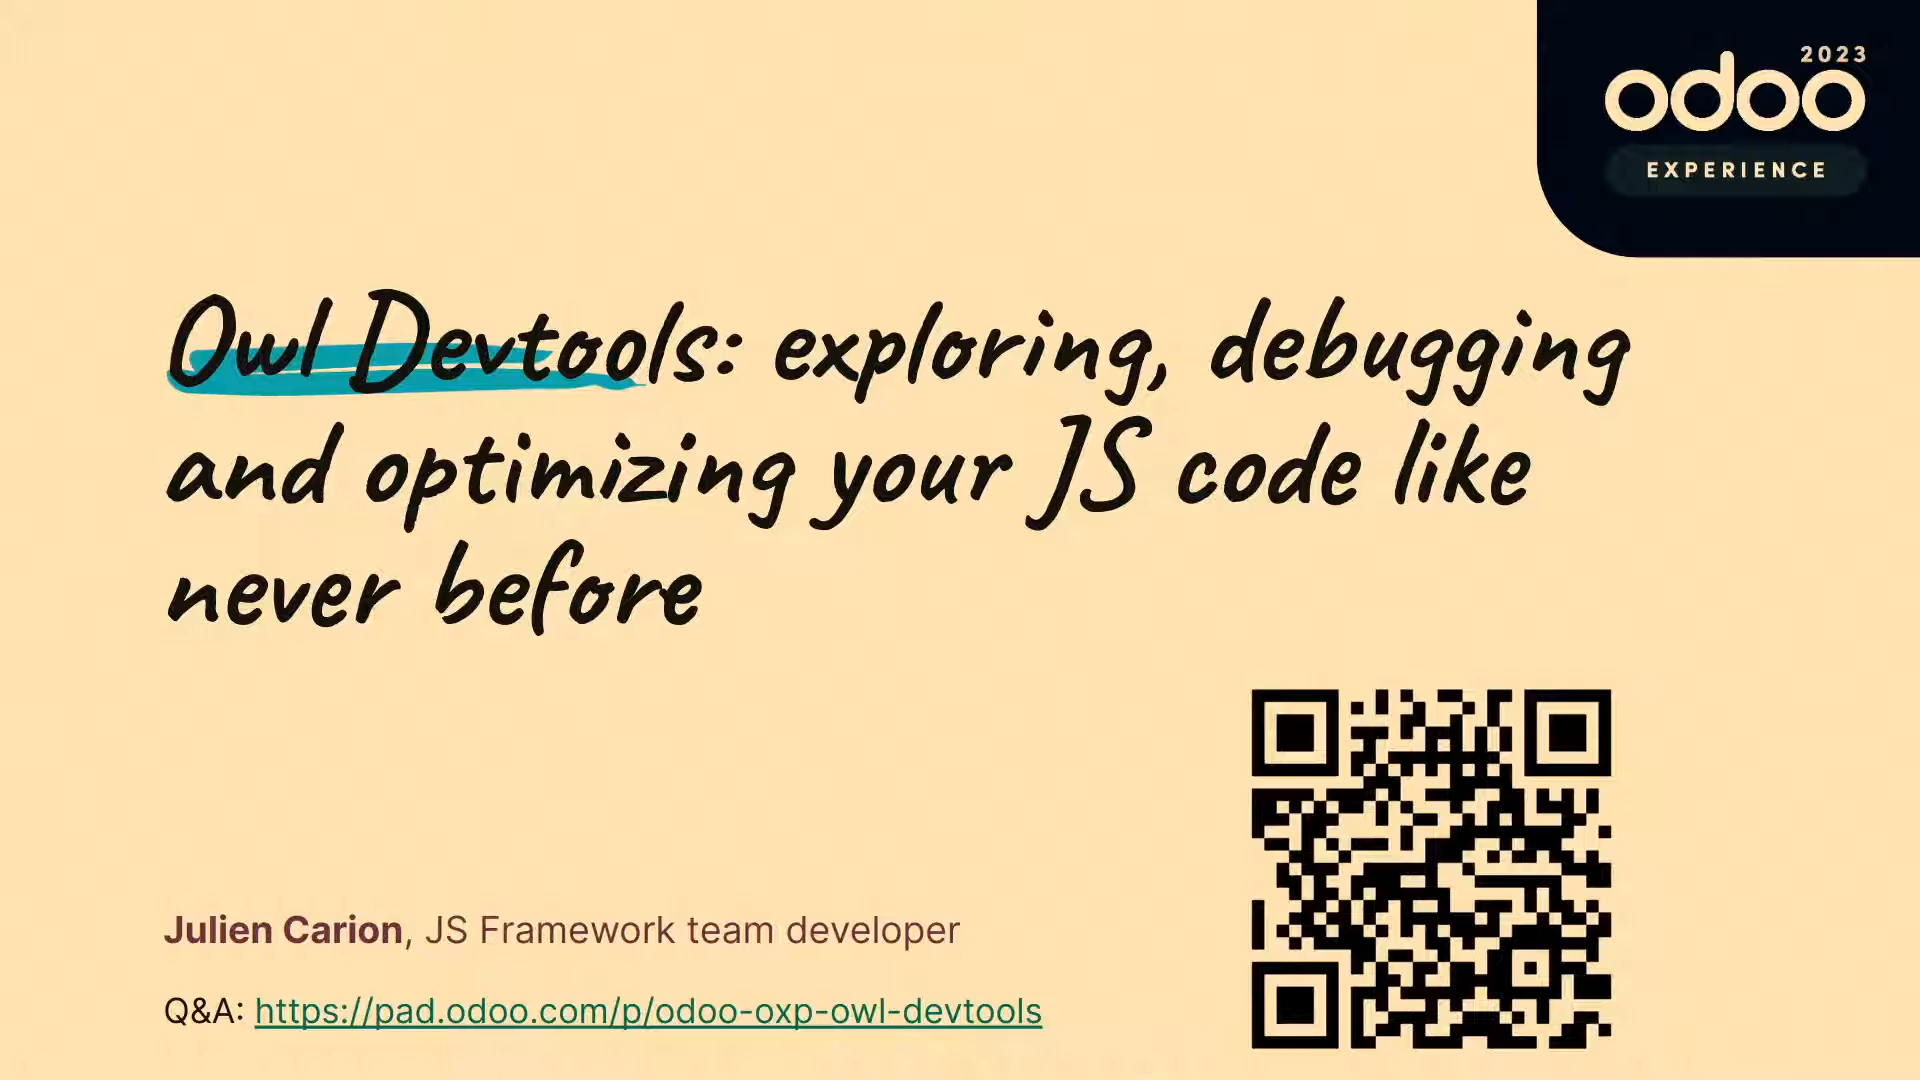 2023
odoo
EXPERIENCE
Owl Devtools: exploring, debugging
and optimizing your JS code like
never before
Julien Carion, JS Framework team developer
Q&A: https://pad.odoo.com/p/odoo-oxp-owl-devtools